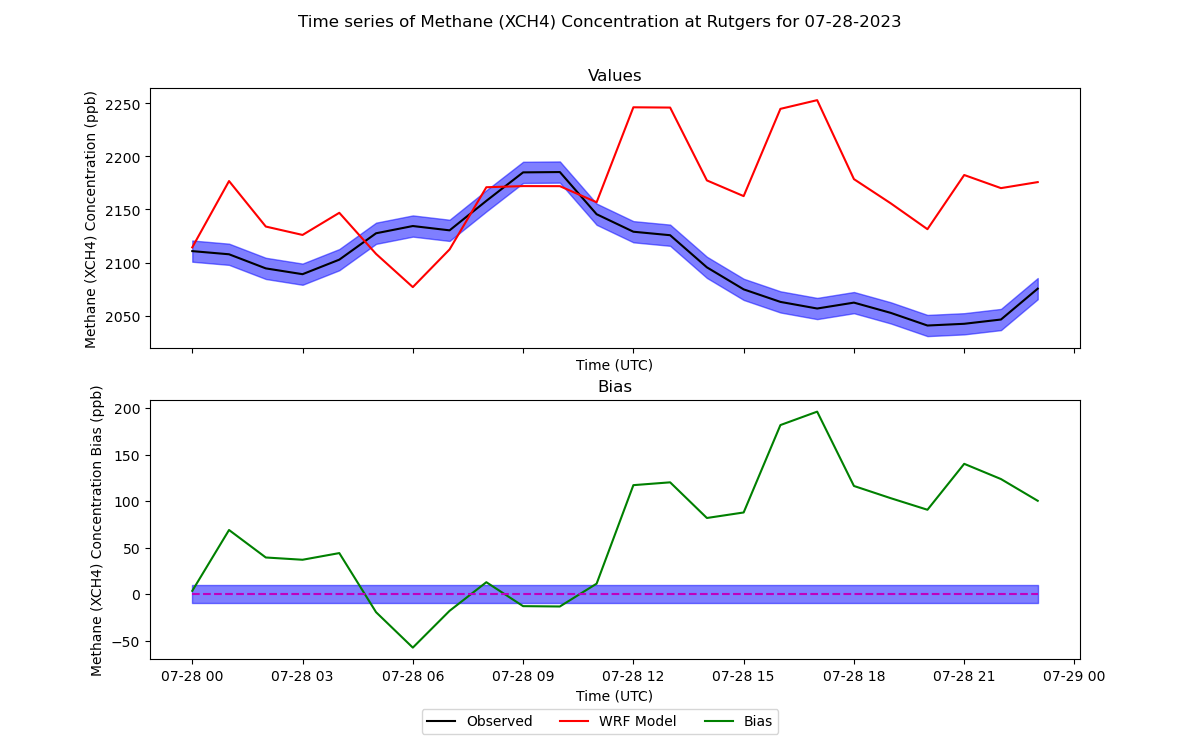 Time series of Methane (XCH4) Concentration at Rutgers for 07-28-2023
Values
Methane (XCH4) Concentration (ppb)
2250
2200
2150
2100
2050
Time (UTC)
Bias
Methane (XCH4) Concentration Bias (ppb)
200
150
100
50
0
−50
07-28 00 07-28 03 07-28 06 07-28 09 07-28 12 07-28 15 07-28 18 07-28 21 07-29 00
Time (UTC)
Observed WRF Model Bias